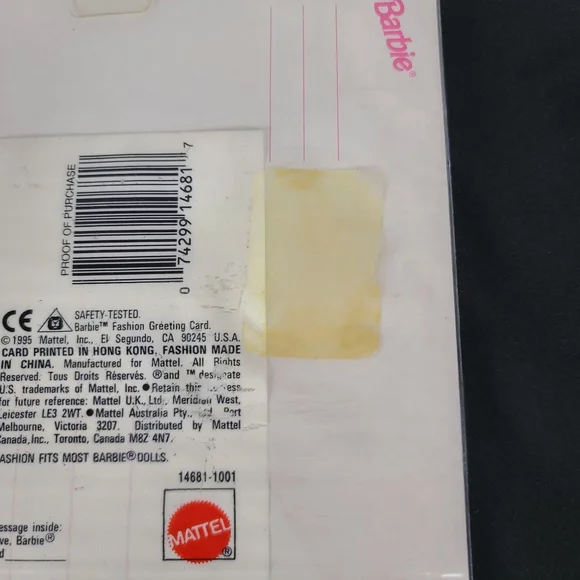 Barbie®
PROOF OF PURCHASE
0 74299 14681 7
CE SAFETY-TESTED.
Barbie™ Fashion Greeting Card.
©1995 Mattel, Inc., El Segundo, CA 90245 U.S.A.
CARD PRINTED IN HONG KONG. FASHION MADE
IN CHINA. Manufactured for Mattel. All Rights
Reserved. Tous Droits Réservés. ® and ™ designate
U.S. trademarks of Mattel, Inc. ● Retain this
for future reference: Mattel U.K., Ltd., Meridian West,
Leicester LE3 2WT. ● Mattel Australia Pty., Port
Melbourne, Victoria 3207. Distributed by Mattel
Canada, Inc., Toronto, Canada M8Z 4N7.
ASHION FITS MOST BARBIE® DOLLS.
14681-1001
essage inside:
ve, Barbie®
d
MATTEL®